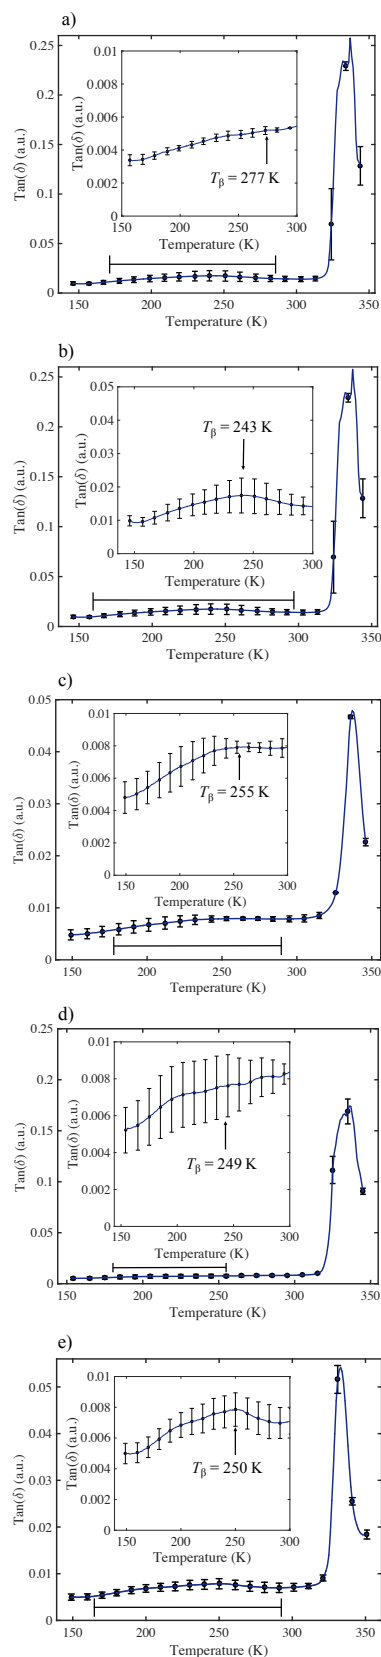 a)
0.25
0.2
0.15
0.1
0.05
0
Tan(δ) (a.u.)
0.01
0.008
0.006
0.004
0.002
0
Tan(δ) (a.u.)
Tβ = 277 K
150 200 250 300
Temperature (K)
150 200 250 300 350
Temperature (K)
b)
0.25
0.2
0.15
0.1
0.05
0
Tan(δ) (a.u.)
0.05
0.04
0.03
0.02
0.01
0
Tan(δ) (a.u.)
Tβ = 243 K
150 200 250 300
Temperature (K)
150 200 250 300 350
Temperature (K)
c)
0.05
0.04
0.03
0.02
0.01
0
Tan(δ) (a.u.)
0.01
0.008
0.006
0.004
0.002
0
Tan(δ) (a.u.)
Tβ = 255 K
150 200 250 300
Temperature (K)
150 200 250 300 350
Temperature (K)
d)
0.25
0.2
0.15
0.1
0.05
0
Tan(δ) (a.u.)
0.01
0.008
0.006
0.004
0.002
0
Tan(δ) (a.u.)
Tβ = 249 K
150 200 250 300
Temperature (K)
150 200 250 300 350
Temperature (K)
e)
0.05
0.04
0.03
0.02
0.01
0
Tan(δ) (a.u.)
0.01
0.008
0.006
0.004
0.002
0
Tan(δ) (a.u.)
Tβ = 250 K
150 200 250 300
Temperature (K)
150 200 250 300 350
Temperature (K)